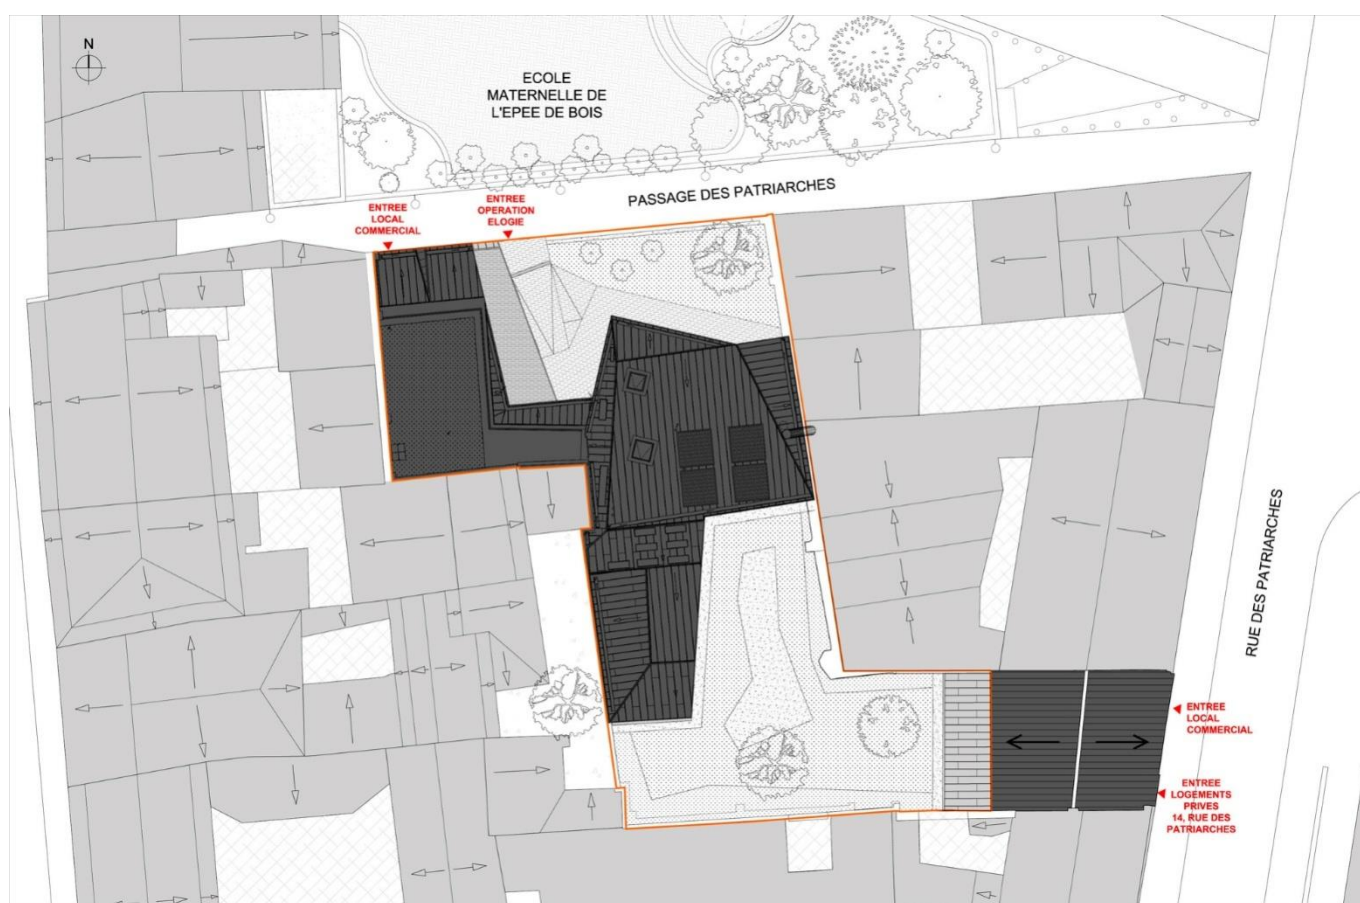 N
ECOLE
MATERNELLE DE
L'EPEE DE BOIS
PASSAGE DES PATRIARCHES
ENTREE
LOCAL
COMMERCIAL
ENTREE
OPERATION
ELOGIE
RUE DES PATRIARCHES
ENTREE
LOCAL
COMMERCIAL
ENTREE
LOGEMENTS
PRIVES
14, RUE DES
PATRIARCHES